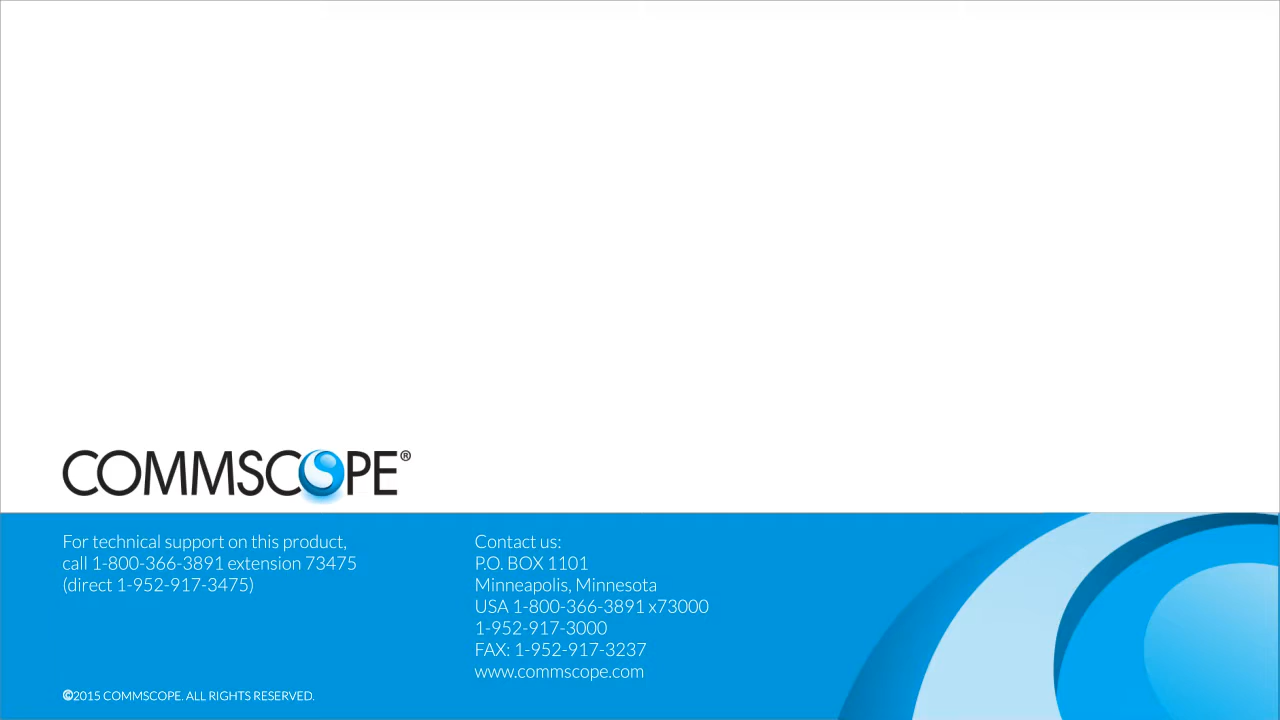 COMMSCOPE®
For technical support on this product,
call 1-800-366-3891 extension 73475
(direct 1-952-917-3475)
Contact us:
P.O. BOX 1101
Minneapolis, Minnesota
USA 1-800-366-3891 x73000
1-952-917-3000
FAX: 1-952-917-3237
www.commscope.com
©2015 COMMSCOPE. ALL RIGHTS RESERVED.